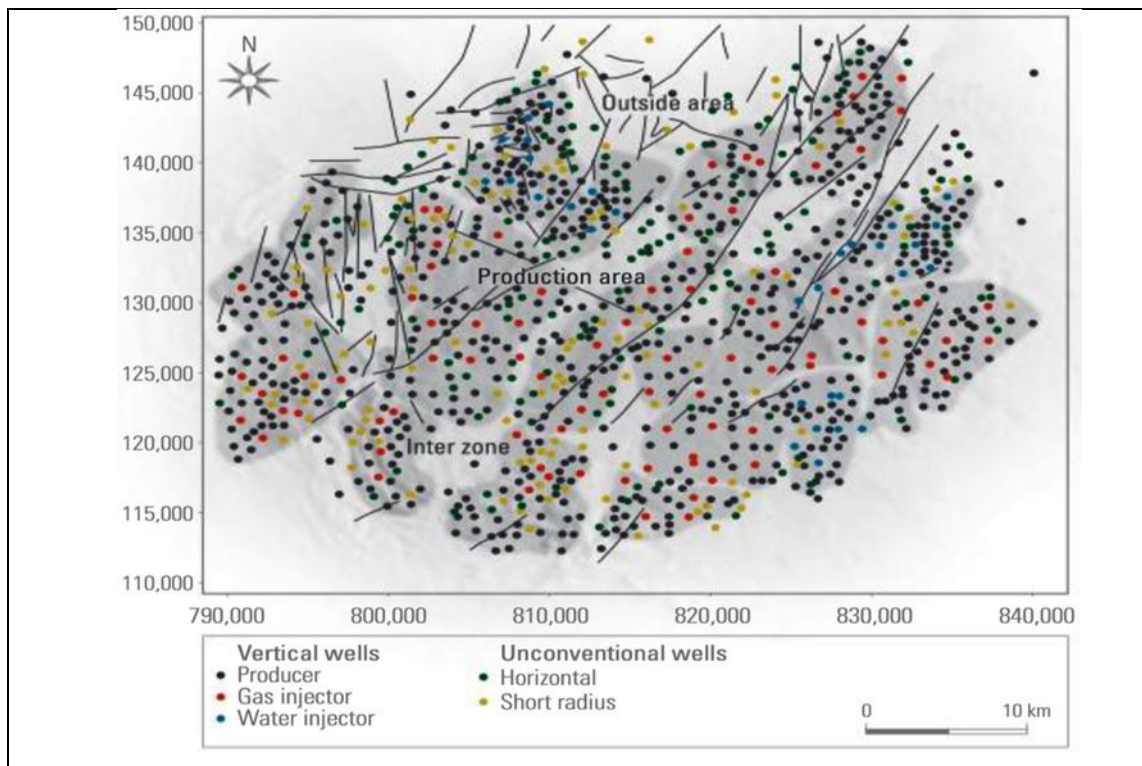 150,000
N
145,000
Outside area
140,000
135,000
Production area
130,000
125,000
120,000
Inter zone
115,000
110,000
790,000 800,000 810,000 820,000 830,000 840,000
Vertical wells
Producer
Gas injector
Water injector
Unconventional wells
Horizontal
Short radius
0 10 km